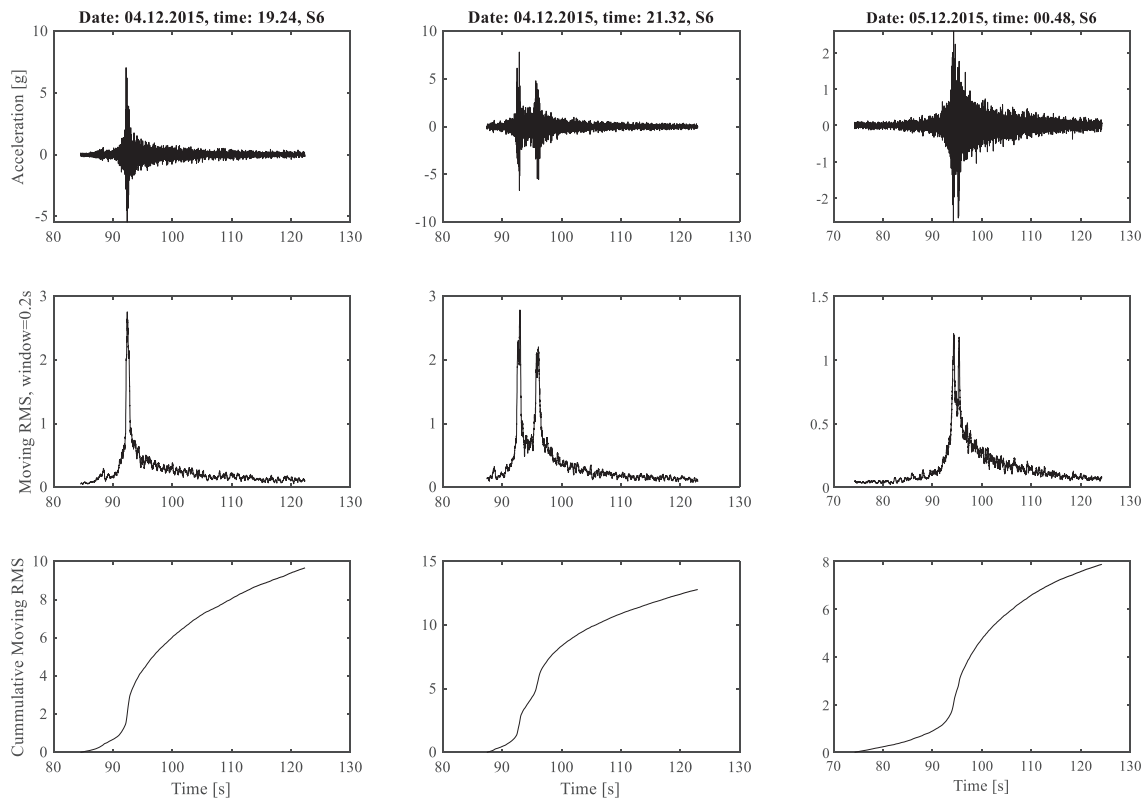 Date: 04.12.2015, time: 19.24, S6
Date: 04.12.2015, time: 21.32, S6
Date: 05.12.2015, time: 00.48, S6
Acceleration [g]
10
5
0
-5
80 90 100 110 120 130
10
5
0
-5
-10
80 90 100 110 120 130
2
1
0
-1
-2
70 80 90 100 110 120 130
Moving RMS, window=0.2s
3
2
1
0
80 90 100 110 120 130
3
2
1
0
80 90 100 110 120 130
1.5
1
0.5
0
70 80 90 100 110 120 130
Cummulative Moving RMS
10
8
6
4
2
0
80 90 100 110 120 130
Time [s]
15
10
5
0
80 90 100 110 120 130
Time [s]
8
6
4
2
0
70 80 90 100 110 120 130
Time [s]